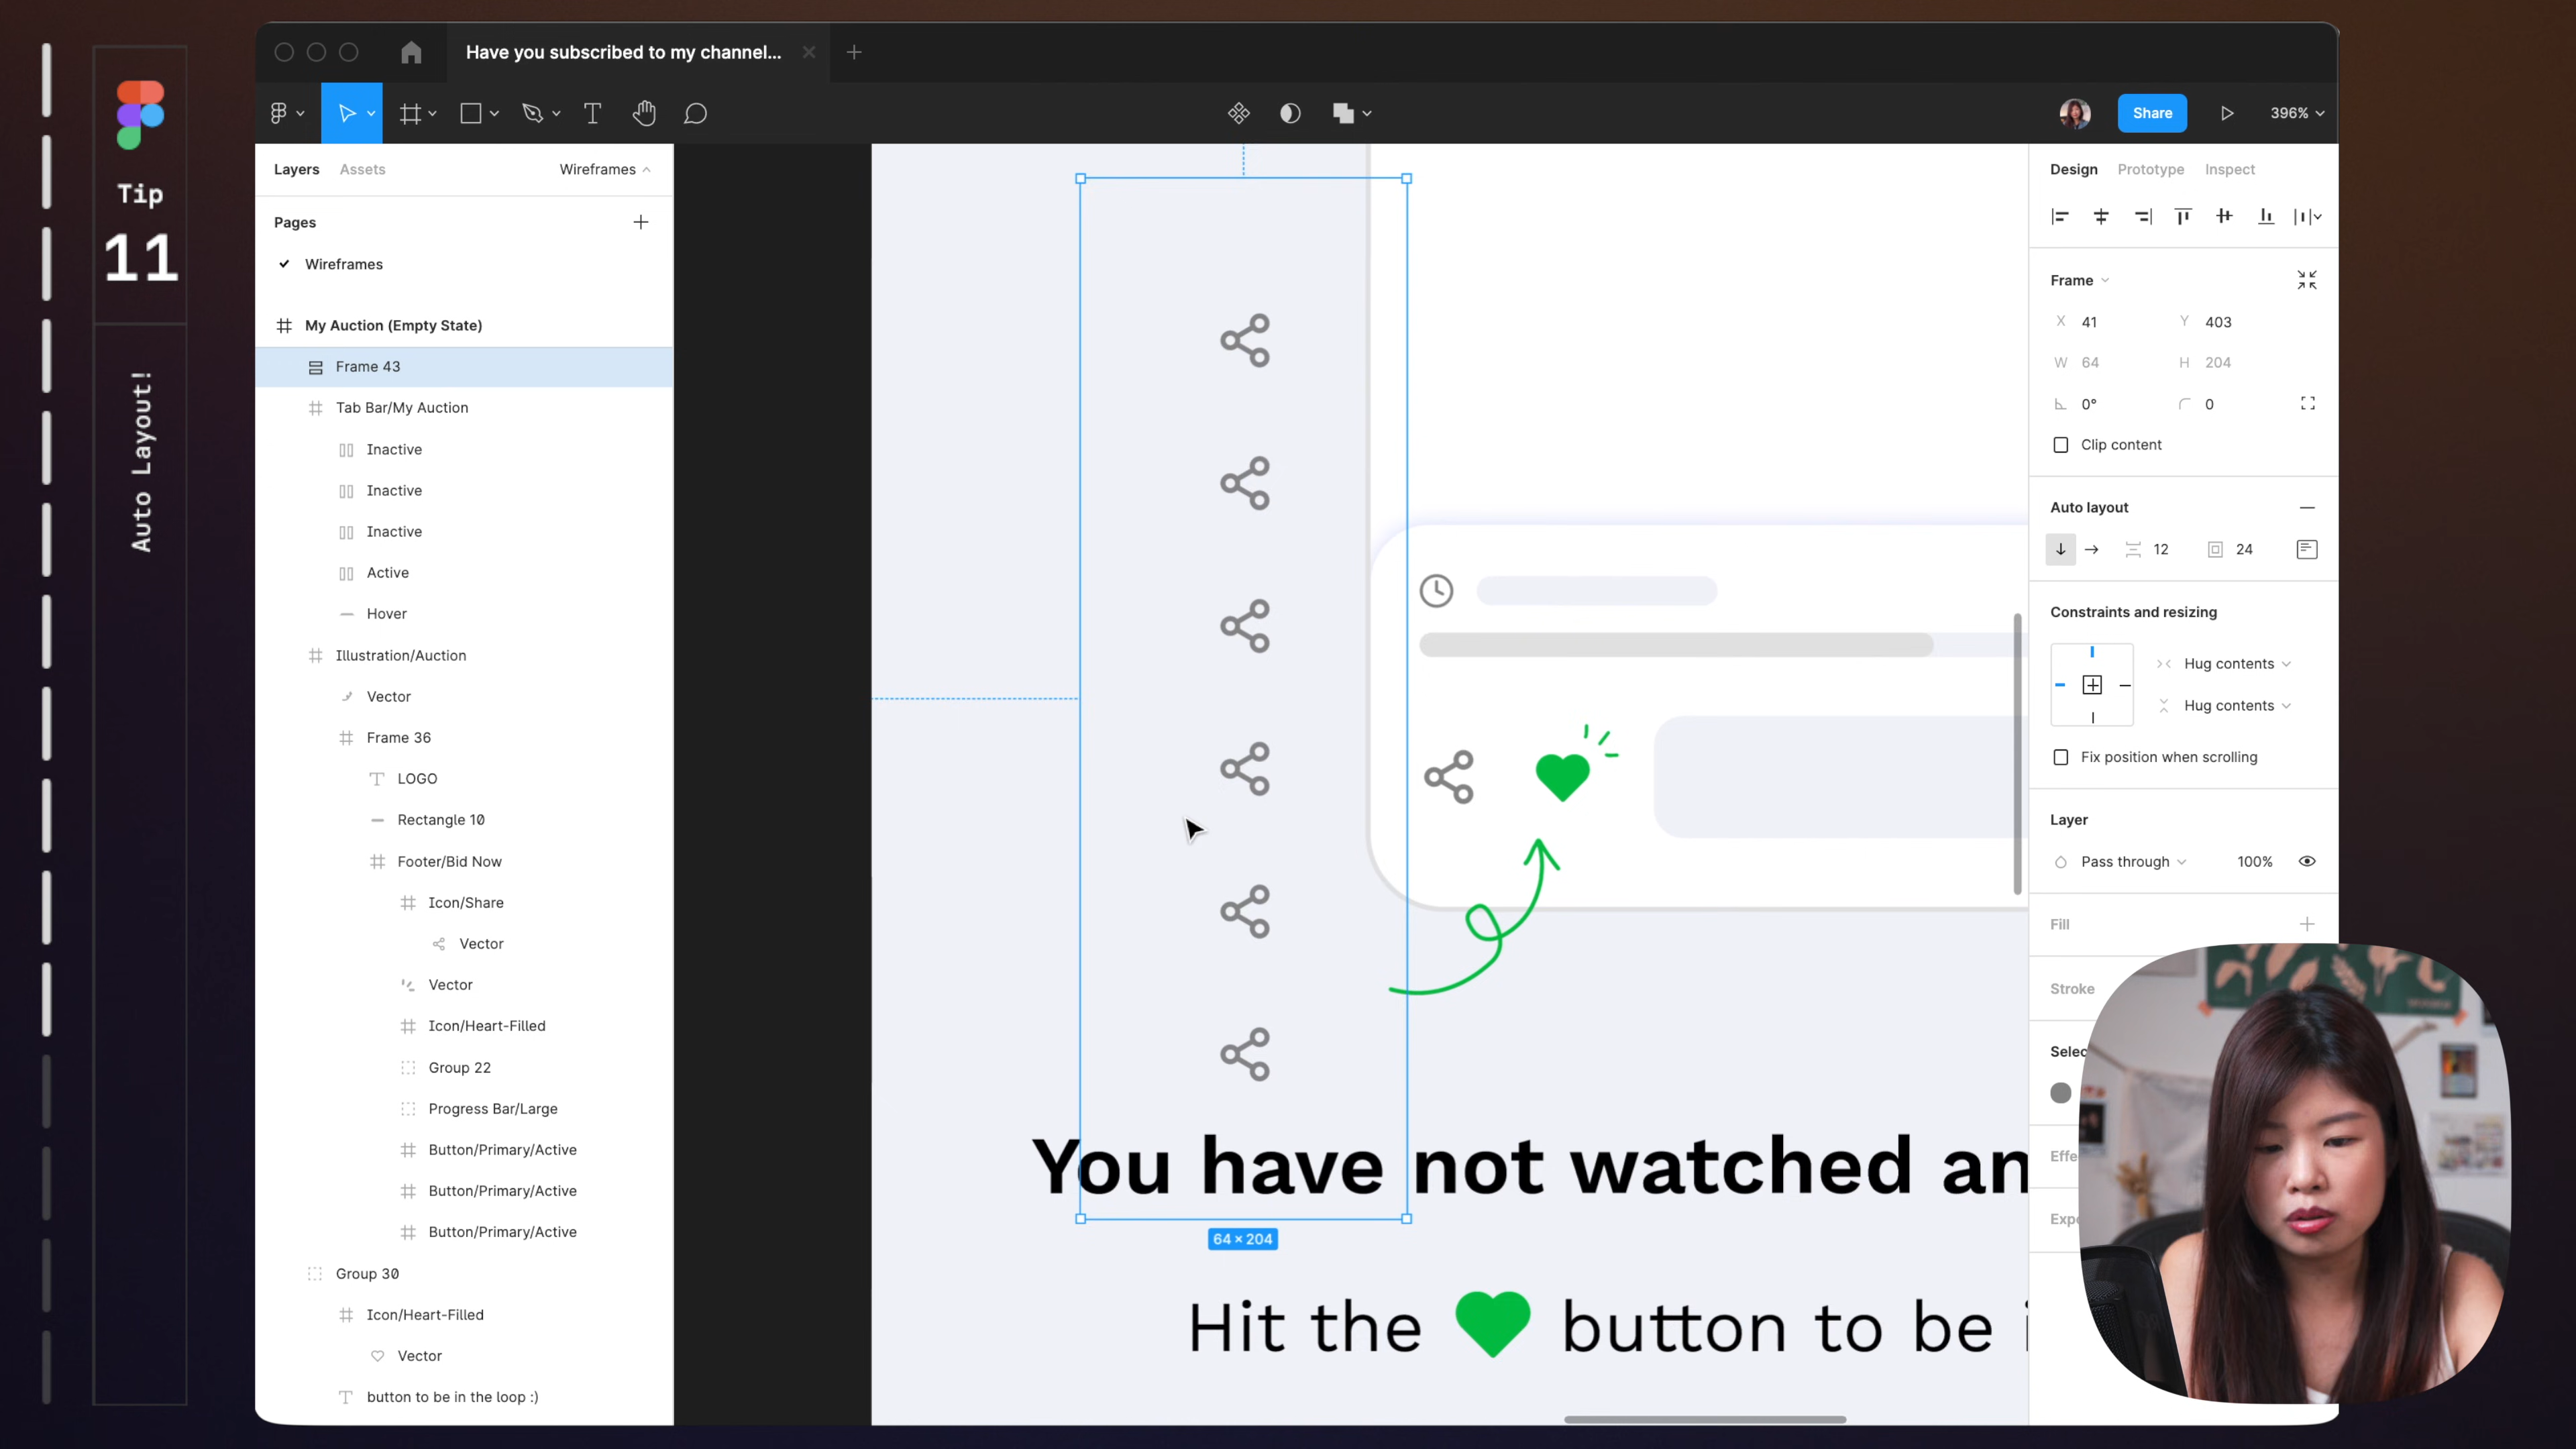 Tip
11
Auto Layout!
Have you subscribed to my channel...
Share
396%
Layers
Assets
Wireframes
Pages
Wireframes
My Auction (Empty State)
Frame 43
Tab Bar/My Auction
Inactive
Inactive
Inactive
Active
Hover
Illustration/Auction
Vector
Frame 36
LOGO
Rectangle 10
Footer/Bid Now
Icon/Share
Vector
Vector
Icon/Heart-Filled
Group 22
Progress Bar/Large
Button/Primary/Active
Button/Primary/Active
Button/Primary/Active
Group 30
Icon/Heart-Filled
Vector
button to be in the loop :)
You have not watched an
64 × 204
Hit the button to be i
Design
Prototype
Inspect
Frame
X 41
Y 403
W 64
H 204
0°
0
Clip content
Auto layout
12
24
Constraints and resizing
Hug contents
Hug contents
Fix position when scrolling
Layer
Pass through
100%
Fill
Stroke
Selec
Effe
Expo